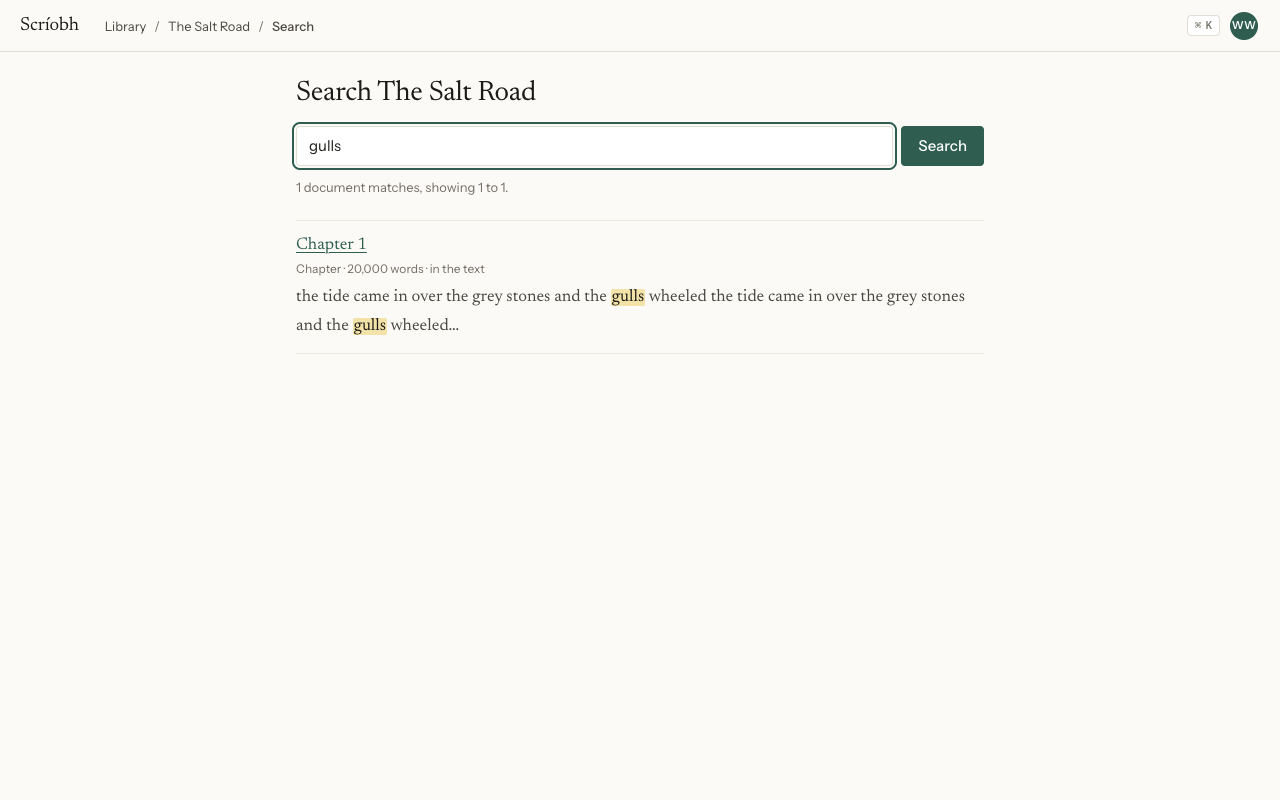 Scríobh
Library / The Salt Road / Search
⌘ K
WW
Search The Salt Road
gulls
Search
1 document matches, showing 1 to 1.
Chapter 1
Chapter · 20,000 words · in the text
the tide came in over the grey stones and the gulls wheeled the tide came in over the grey stones
and the gulls wheeled…